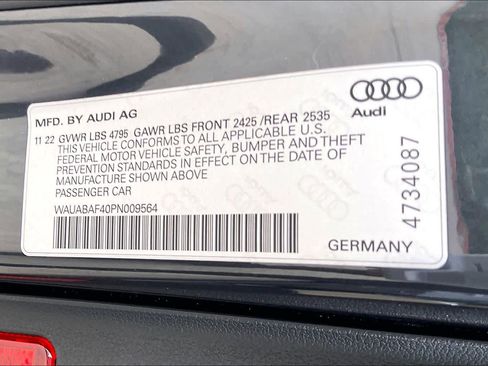 MFD. BY AUDI AG
11 22 GVWR LBS 4795 GAWR LBS FRONT 2425 /REAR 2535
THIS VEHICLE CONFORMS TO ALL APPLICABLE U.S.
FEDERAL MOTOR VEHICLE SAFETY, BUMPER AND THEFT
PREVENTION STANDARDS IN EFFECT ON THE DATE OF
MANUFACTURE SHOWN ABOVE
PASSENGER CAR
WAUABAF40PN009564
Audi
4734087
GERMANY